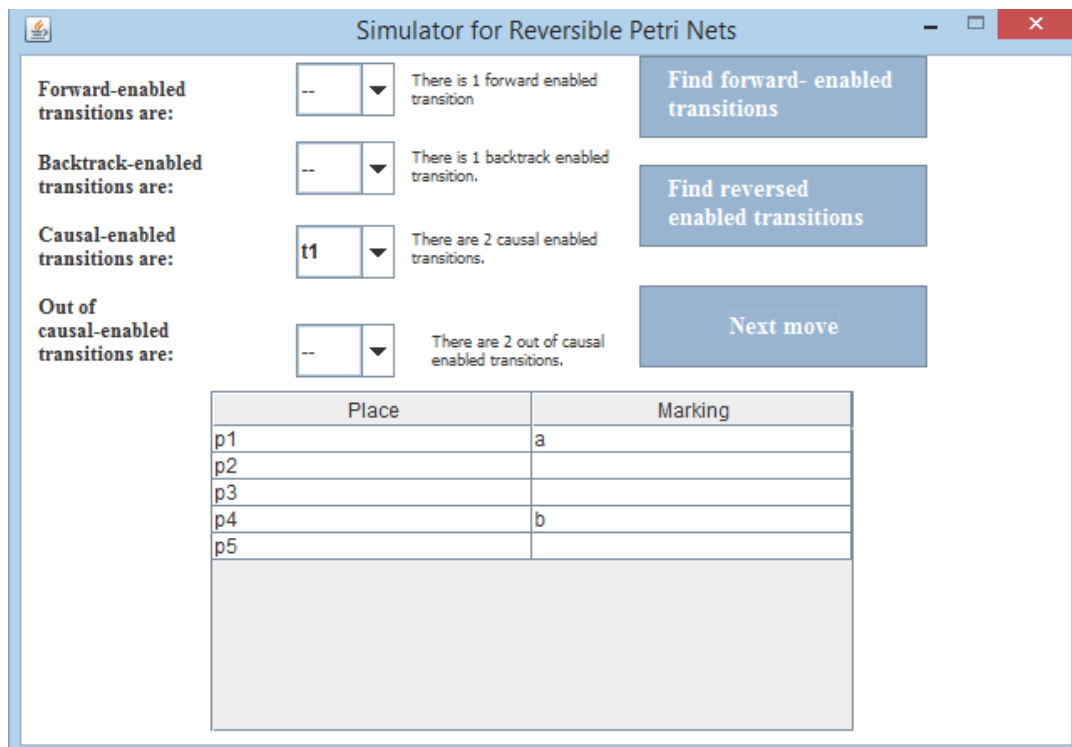 Simulator for Reversible Petri Nets
Forward-enabled
transitions are:
--
There is 1 forward enabled
transition
Find forward- enabled
transitions
Backtrack-enabled
transitions are:
--
There is 1 backtrack enabled
transition.
Find reversed
enabled transitions
Causal-enabled
transitions are:
t1
There are 2 causal enabled
transitions.
Out of
causal-enabled
transitions are:
--
There are 2 out of causal
enabled transitions.
Next move
Place Marking
p1 a
p2
p3
p4 b
p5